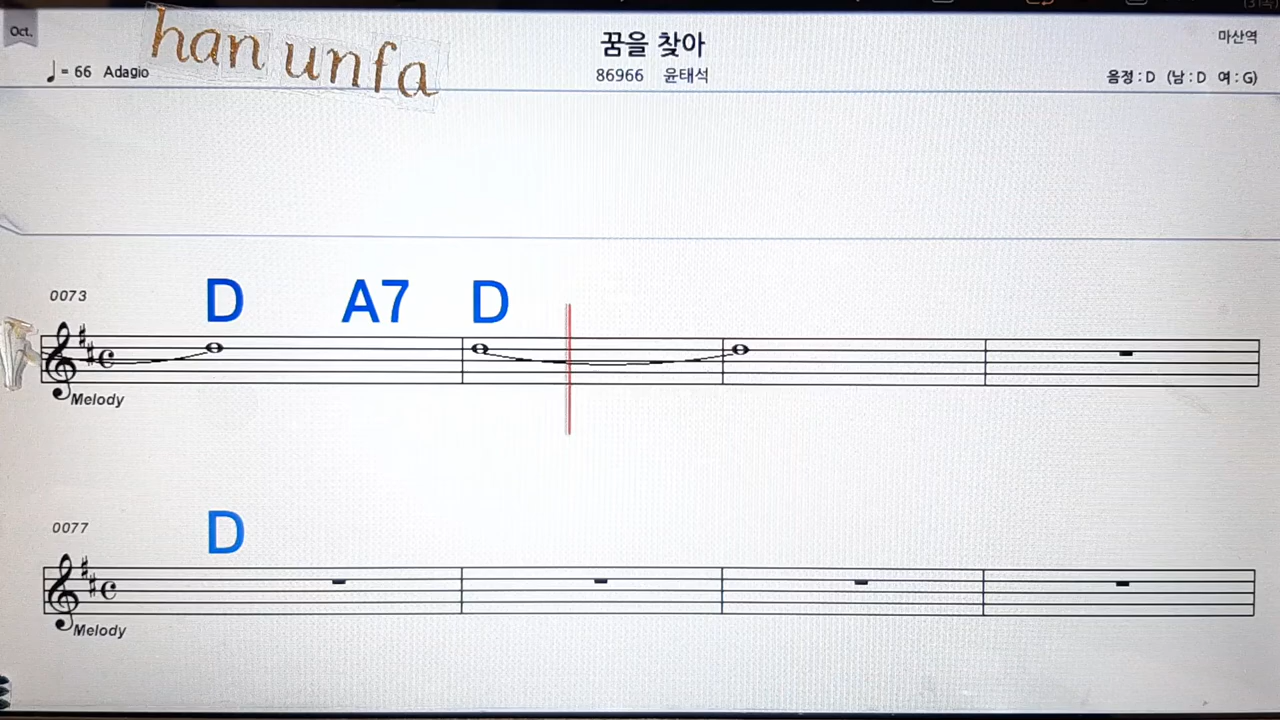 Oct.
han unfa
꿈을 찾아
마산역
♩= 66 Adagio
86966 윤태석
음정 : D (남 : D 여 : G)
0073
D A7 D
Melody
0077
D
Melody